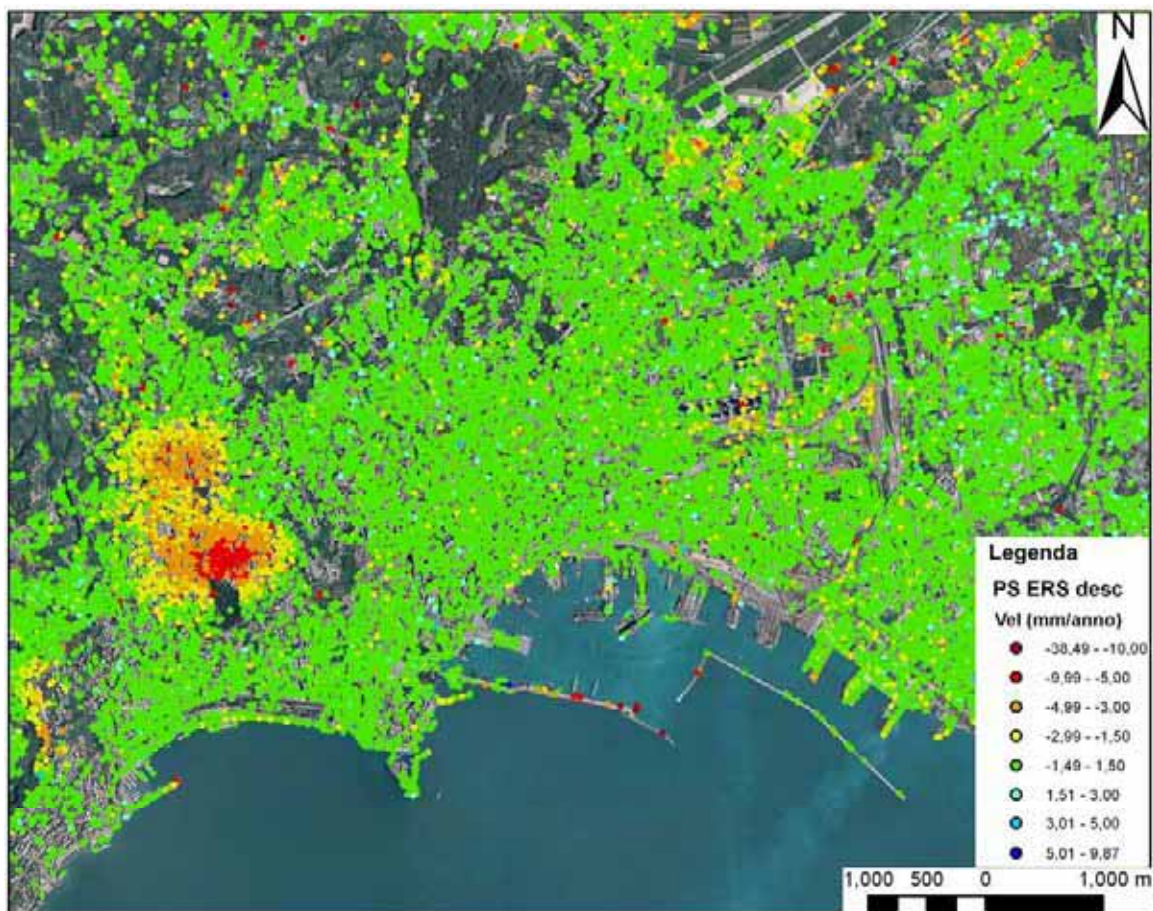 N
Legenda
PS ERS desc
Vel (mm/anno)
-38,49 - -10,00
-9,99 - -5,00
-4,99 - -3,00
-2,99 - -1,50
-1,49 - 1,50
1,51 - 3,00
3,01 - 5,00
5,01 - 9,87
1,000 500 0 1,000 m